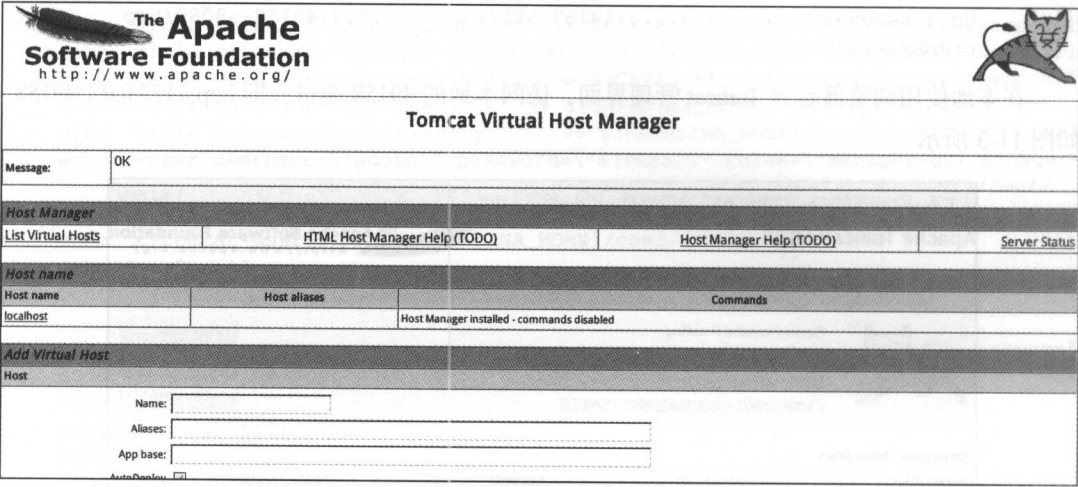 The Apache
Software Foundation
http://www.apache.org/
Tomcat Virtual Host Manager
Message: OK
Host Manager
List Virtual Hosts HTML Host Manager Help (TODO) Host Manager Help (TODO) Server Status
Host name
Host name Host aliases Commands
localhost Host Manager installed - commands disabled
Add Virtual Host
Host
Name:
Aliases:
App base:
AutoDeploy